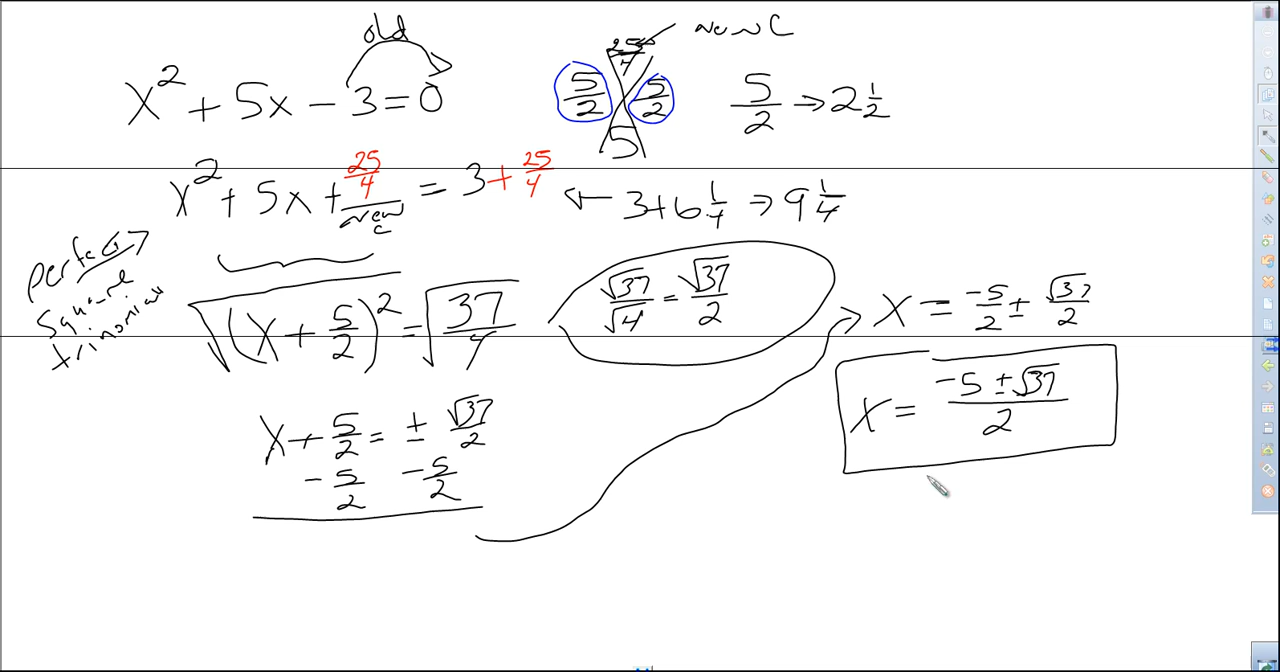 old
x² + 5x − 3 = 0
25/4 new C
5/2 5/2
5
5/2 ⇒ 2 1/2
x² + 5x + 25/4 = 3 + 25/4
new c
← 3 + 6 1/4 ⇒ 9 1/4
perfect
square
trinomial
√(x + 5/2)² = √37/4
√37/√4 = √37/2
x = −5/2 ± √37/2
x + 5/2 = ± √37/2
− 5/2 − 5/2
x = −5 ± √37 / 2